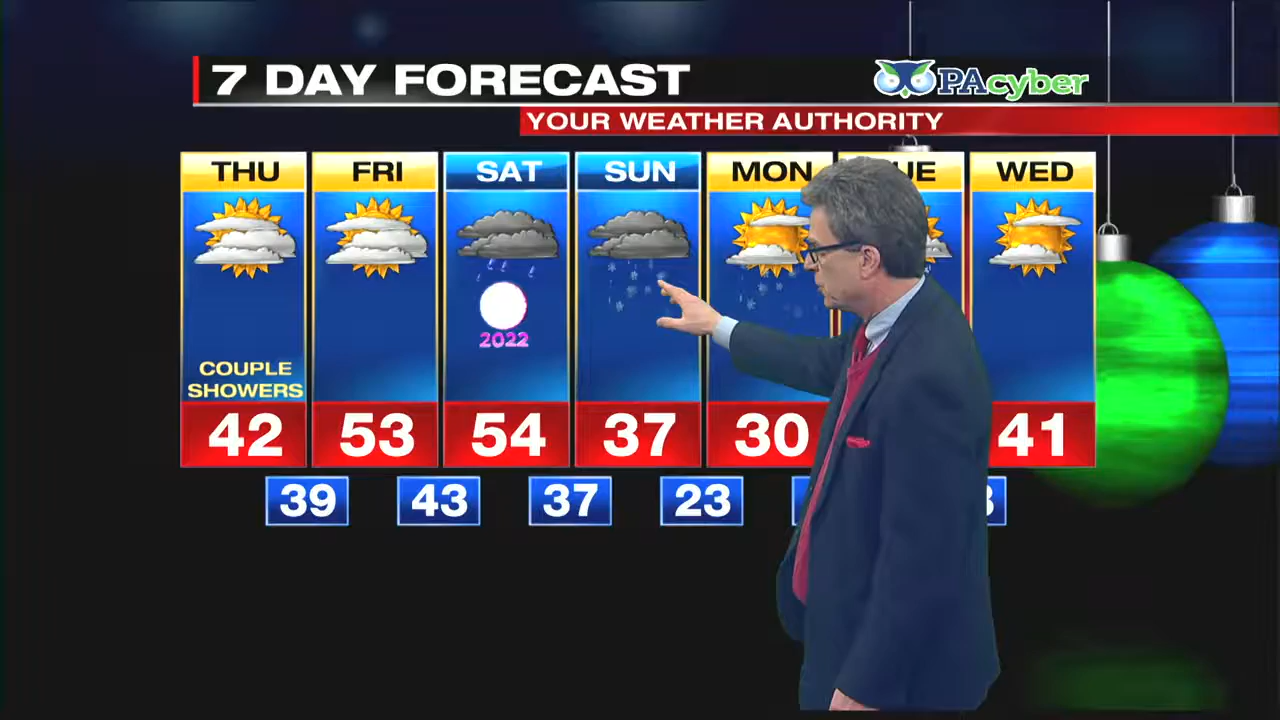 7 DAY FORECAST
PAcyber
YOUR WEATHER AUTHORITY
THU FRI SAT SUN MON UE WED
2022
COUPLE
SHOWERS
42 53 54 37 30 41
39 43 37 23